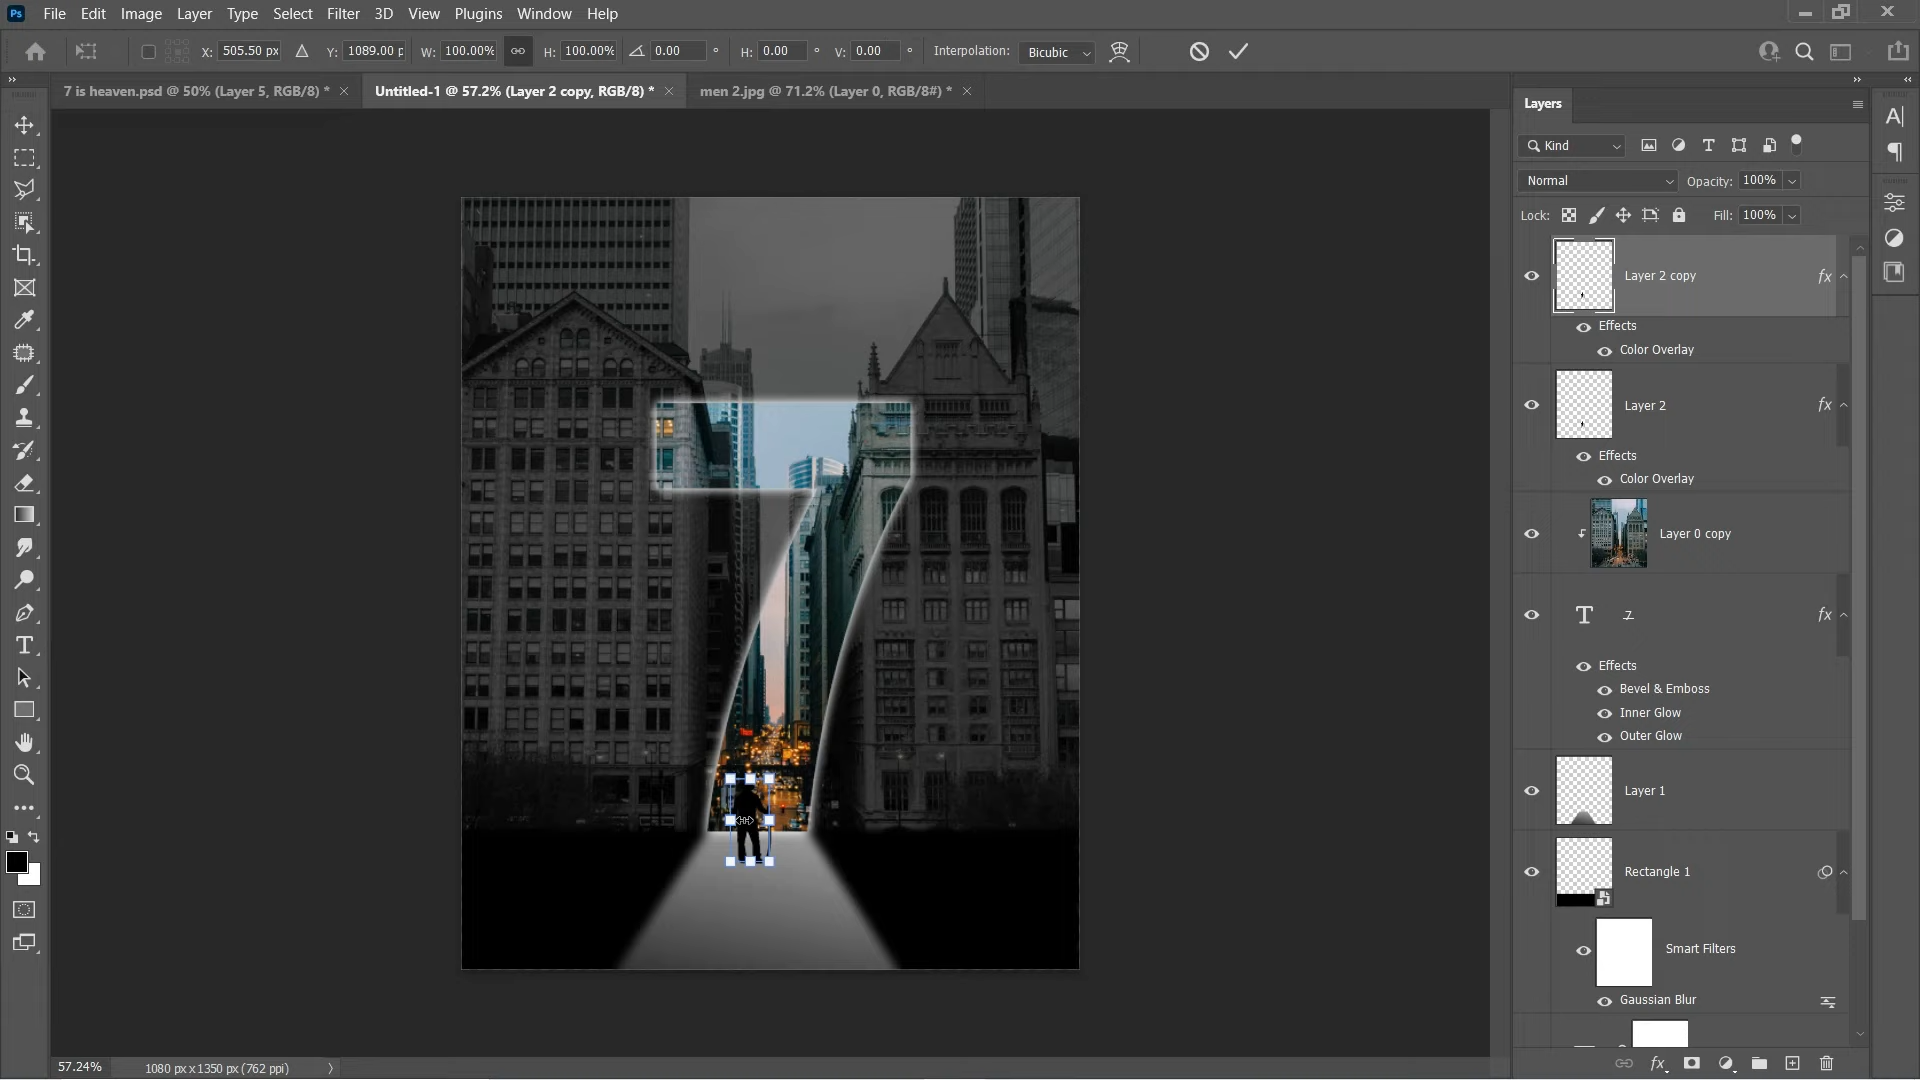 Ps File Edit Image Layer Type Select Filter 3D View Plugins Window Help
X: 505.50 px Y: 1089.00 p W: 100.00% H: 100.00% 0.00 ° H: 0.00 ° V: 0.00 ° Interpolation: Bicubic
7 is heaven.psd @ 50% (Layer 5, RGB/8) * Untitled-1 @ 57.2% (Layer 2 copy, RGB/8) * men 2.jpg @ 71.2% (Layer 0, RGB/8#) *
Layers
Kind
Normal Opacity: 100%
Lock: Fill: 100%
Layer 2 copy fx
Effects
Color Overlay
Layer 2 fx
Effects
Color Overlay
Layer 0 copy
T 7 fx
Effects
Bevel & Emboss
Inner Glow
Outer Glow
Layer 1
Rectangle 1
Smart Filters
Gaussian Blur
57.24% 1080 px x 1350 px (762 ppi)